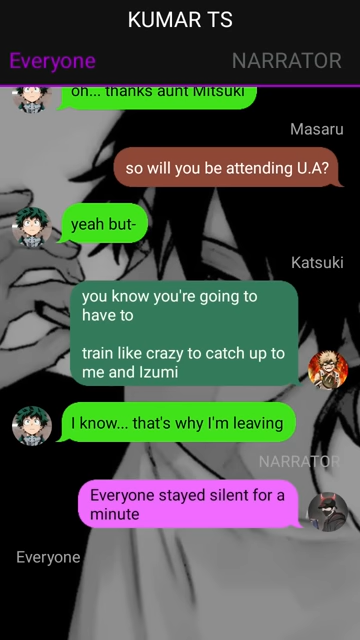 KUMAR TS
Everyone
NARRATOR
oh... thanks aunt Mitsuki
Masaru
so will you be attending U.A?
yeah but-
Katsuki
you know you're going to
have to
train like crazy to catch up to
me and Izumi
I know... that's why I'm leaving
NARRATOR
Everyone stayed silent for a
minute
Everyone